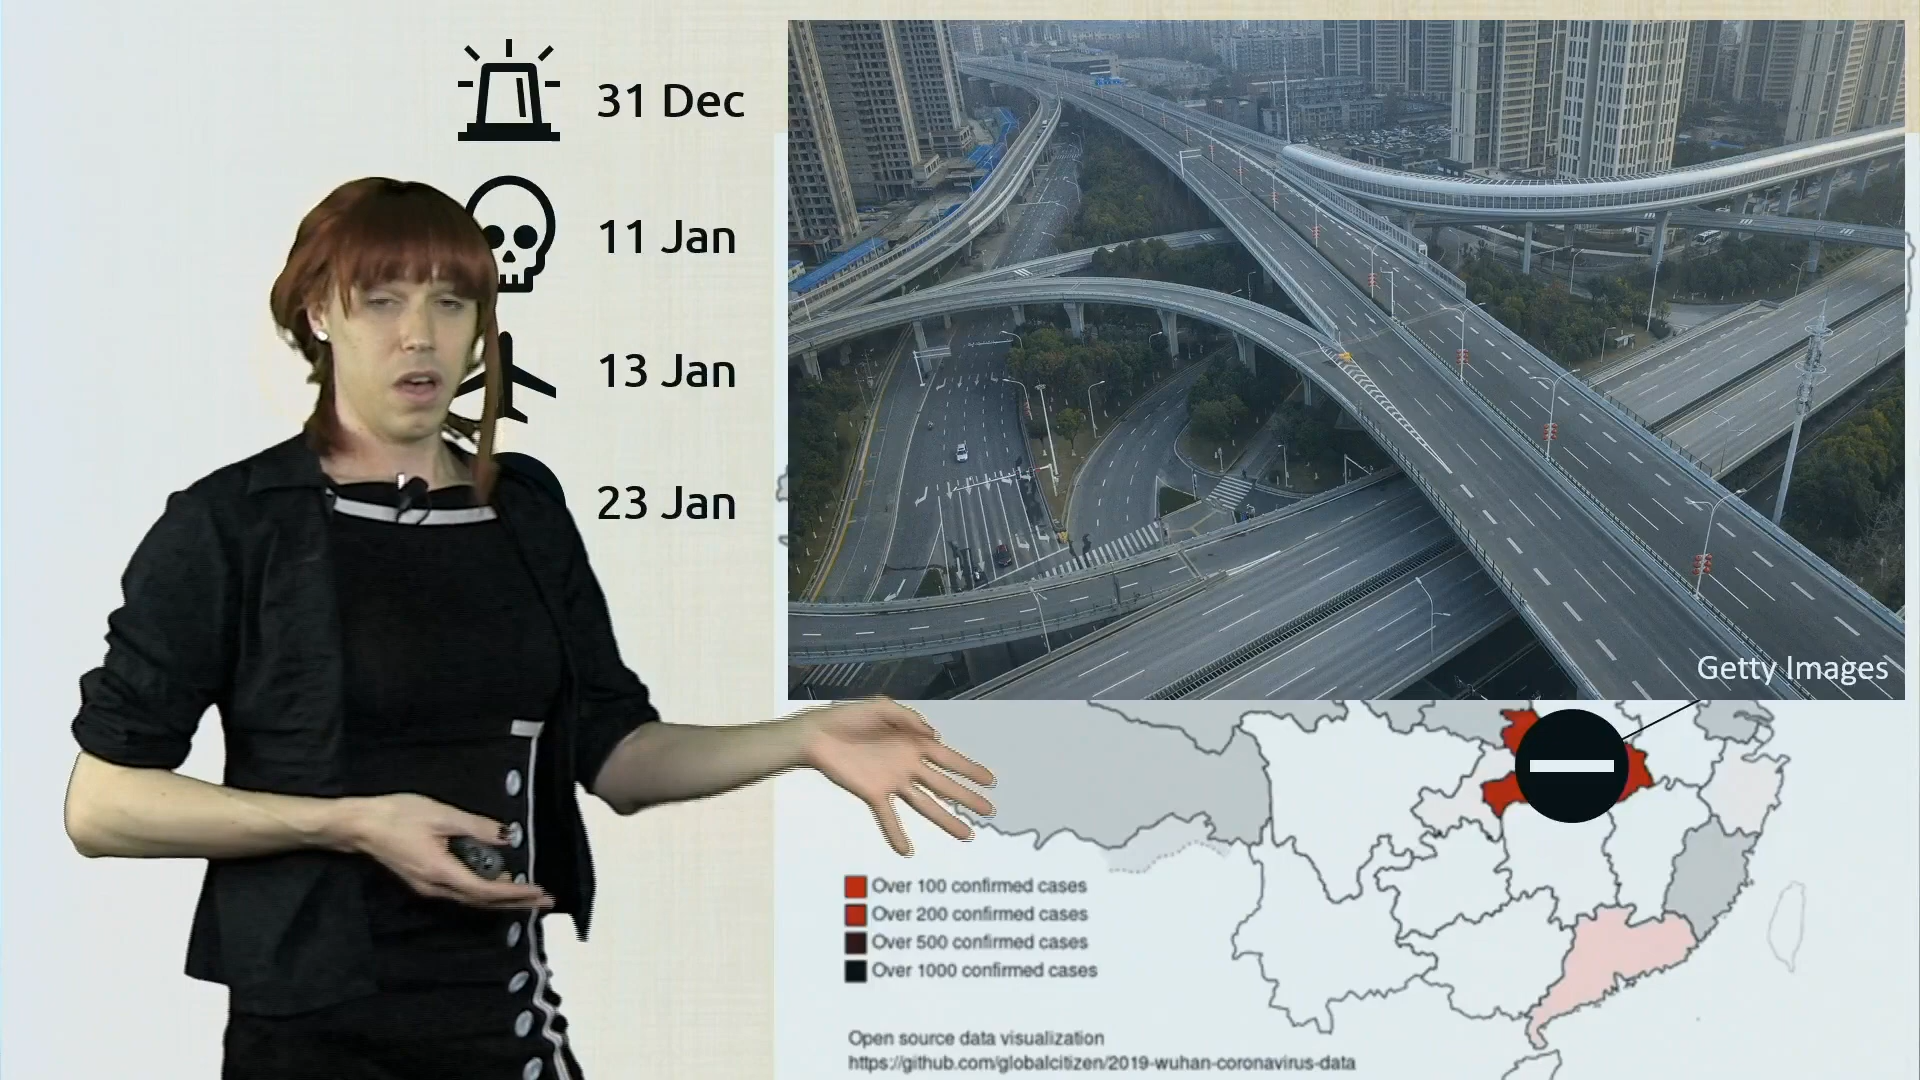 31 Dec
11 Jan
13 Jan
23 Jan
Getty Images
Over 100 confirmed cases
Over 200 confirmed cases
Over 500 confirmed cases
Over 1000 confirmed cases
Open source data visualization
https://github.com/globalcitizen/2019-wuhan-coronavirus-data